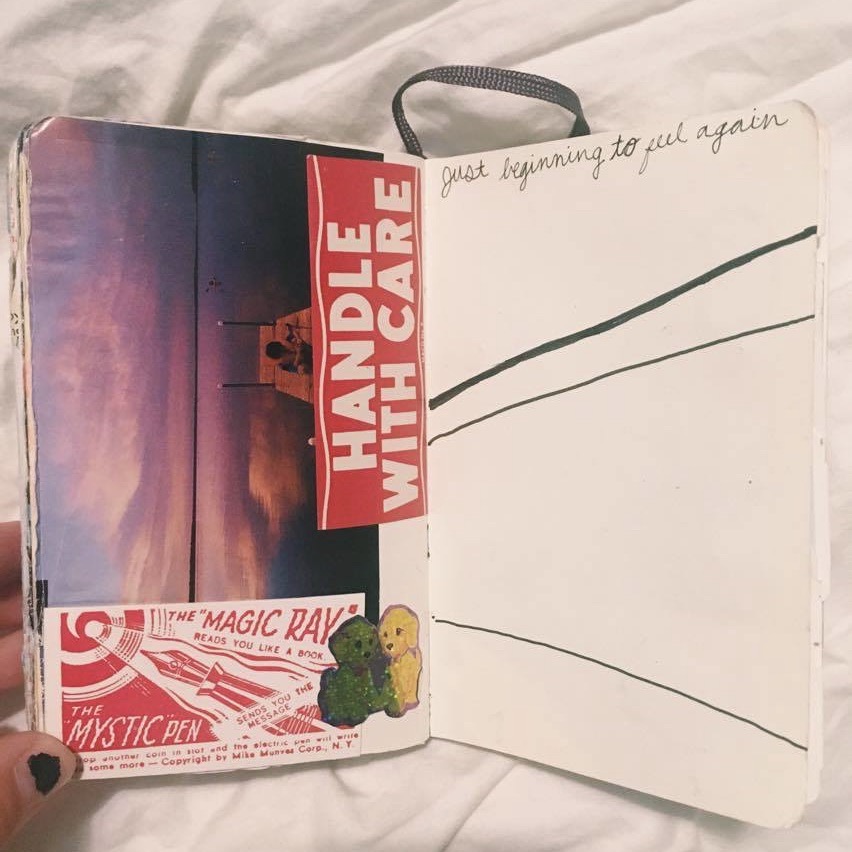 HANDLE
WITH CARE
THE "MAGIC RAY"
READS YOU LIKE A BOOK
SENDS YOU THE
MESSAGE
THE
"MYSTIC" PEN
op another coin in slot and the electric pen will write
some more — Copyright by Mike Munves Corp., N. Y.
Just beginning to feel again